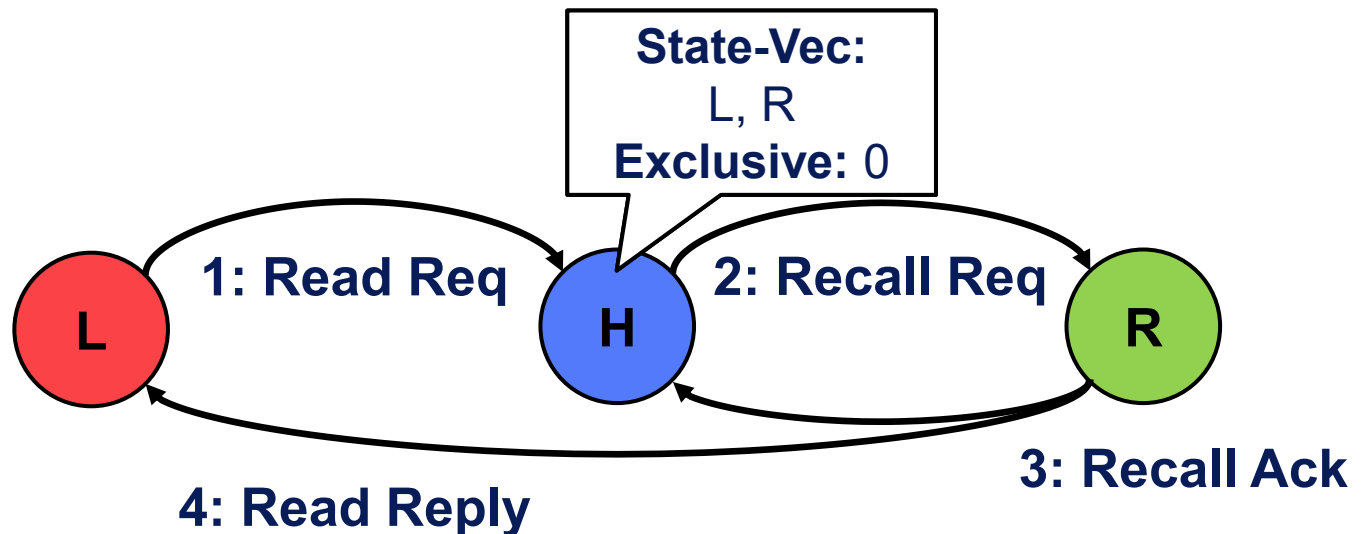 State-Vec:
L, R
Exclusive: 0
1: Read Req
2: Recall Req
L
H
R
3: Recall Ack
4: Read Reply